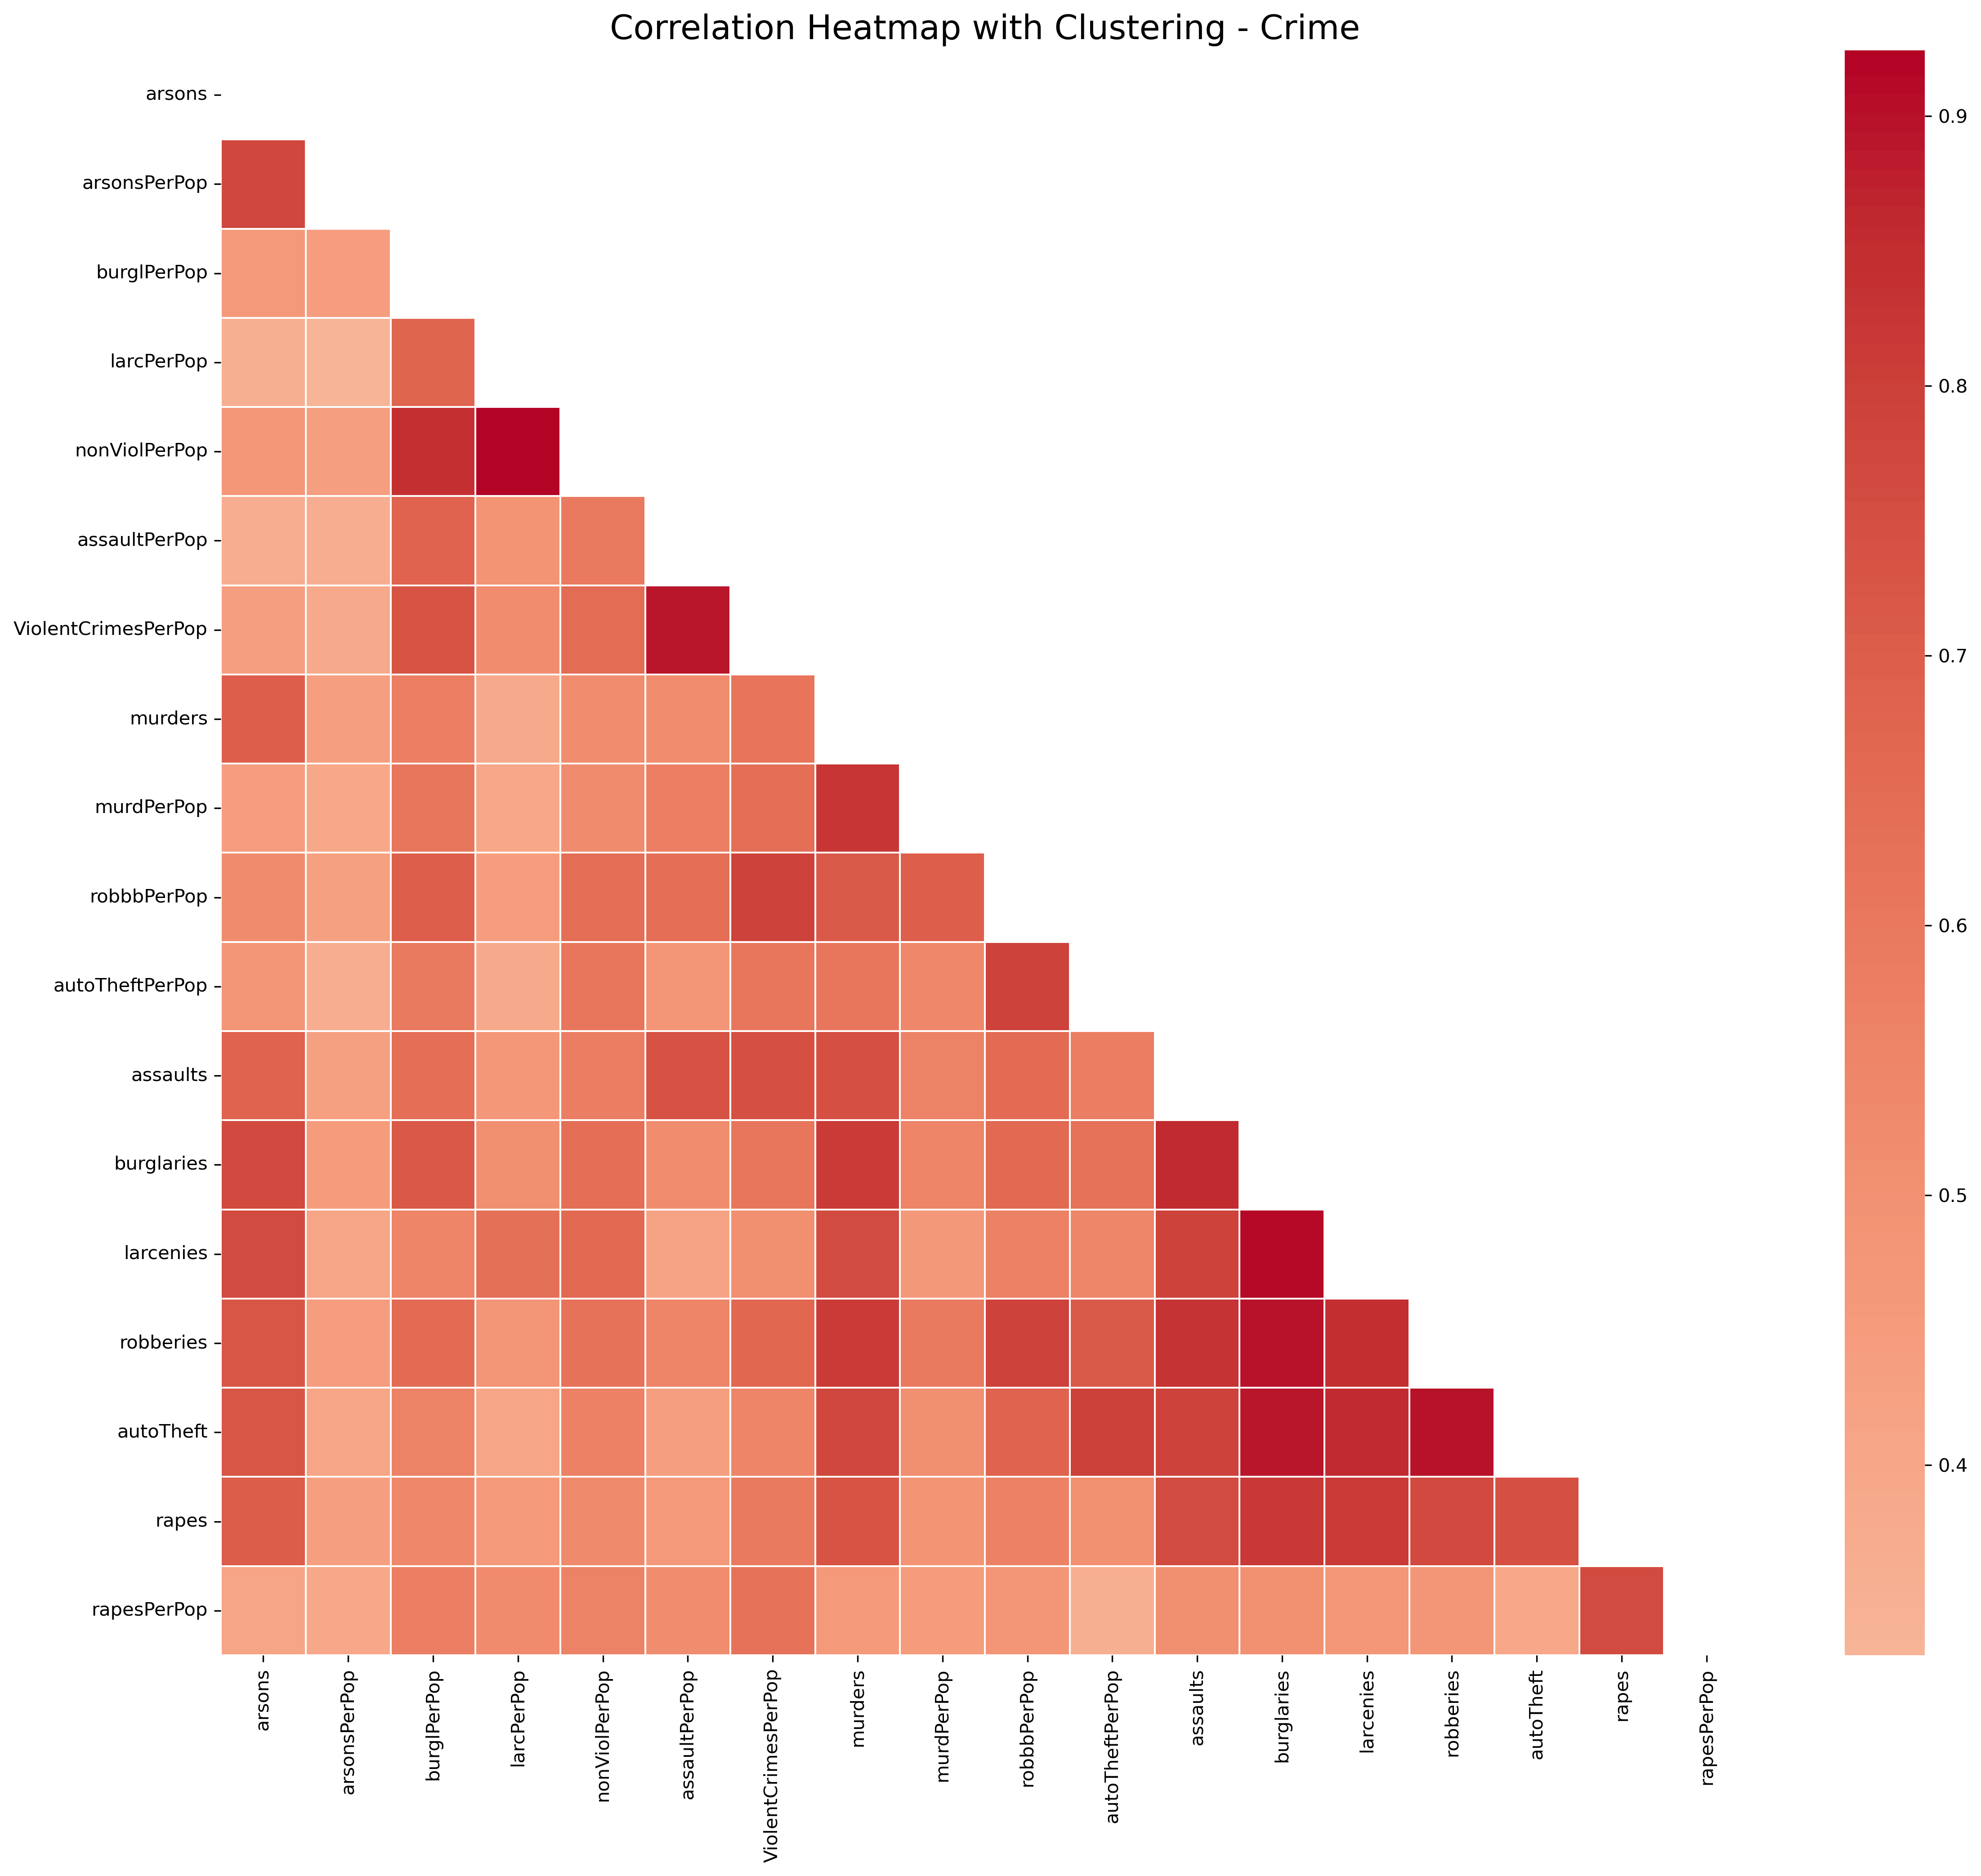 Correlation Heatmap with Clustering - Crime
arsons
arsonsPerPop
burglPerPop
larcPerPop
nonViolPerPop
assaultPerPop
ViolentCrimesPerPop
murders
murdPerPop
robbbPerPop
autoTheftPerPop
assaults
burglaries
larcenies
robberies
autoTheft
rapes
rapesPerPop
arsons
arsonsPerPop
burglPerPop
larcPerPop
nonViolPerPop
assaultPerPop
ViolentCrimesPerPop
murders
murdPerPop
robbbPerPop
autoTheftPerPop
assaults
burglaries
larcenies
robberies
autoTheft
rapes
rapesPerPop
0.9
0.8
0.7
0.6
0.5
0.4